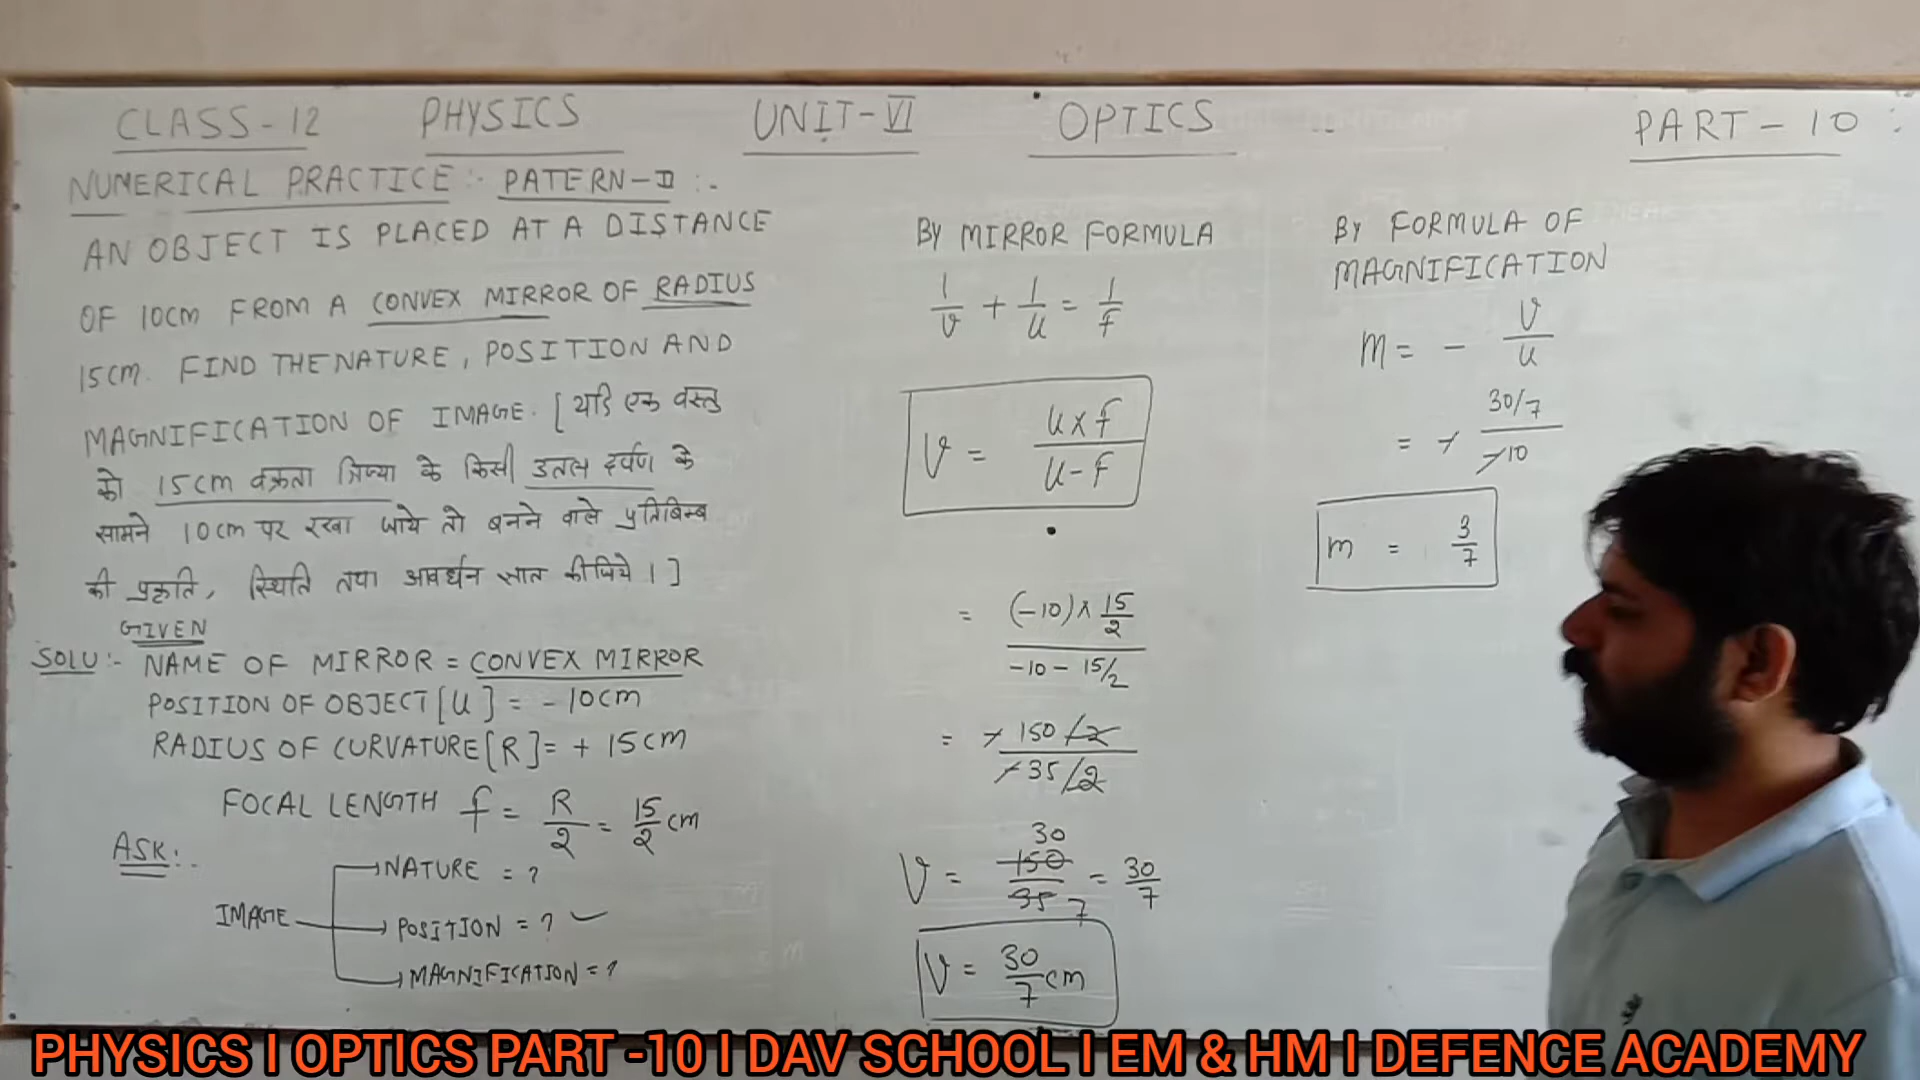 CLASS-12 PHYSICS UNIT-VI OPTICS PART-10 :
NUMERICAL PRACTICE:- PATERN-D :-
AN OBJECT IS PLACED AT A DISTANCE
OF 10CM FROM A CONVEX MIRROR OF RADIUS
15CM. FIND THE NATURE, POSITION AND
MAGNIFICATION OF IMAGE. [यदि एक वस्तु
को 15cm वक्रता त्रिज्या के किसी उत्तल दर्पण के
सामने 10cm पर रखा जाये तो बनने वाले प्रतिबिम्ब
की प्रकृति, स्थिति तथा आवर्धन ज्ञात कीजिये।]
GIVEN
SOLU:- NAME OF MIRROR = CONVEX MIRROR
POSITION OF OBJECT [U] = -10CM
RADIUS OF CURVATURE [R] = + 15CM
FOCAL LENGTH f = R/2 = 15/2 cm
ASK:-
NATURE = ?
IMAGE POSITION = ? ✓
MAGNIFICATION = ?
BY MIRROR FORMULA
1/v + 1/u = 1/f
V = u×f / u-f
= (-10)×15/2 / -10-15/2
= -150/2 / -35/2
30
V = 150/35 = 30/7
7
V = 30/7 cm
BY FORMULA OF
MAGNIFICATION
m = - v/u
= - 30/7 / -10
m = 3/7
PHYSICS I OPTICS PART -10 I DAV SCHOOL I EM & HM I DEFENCE ACADEMY